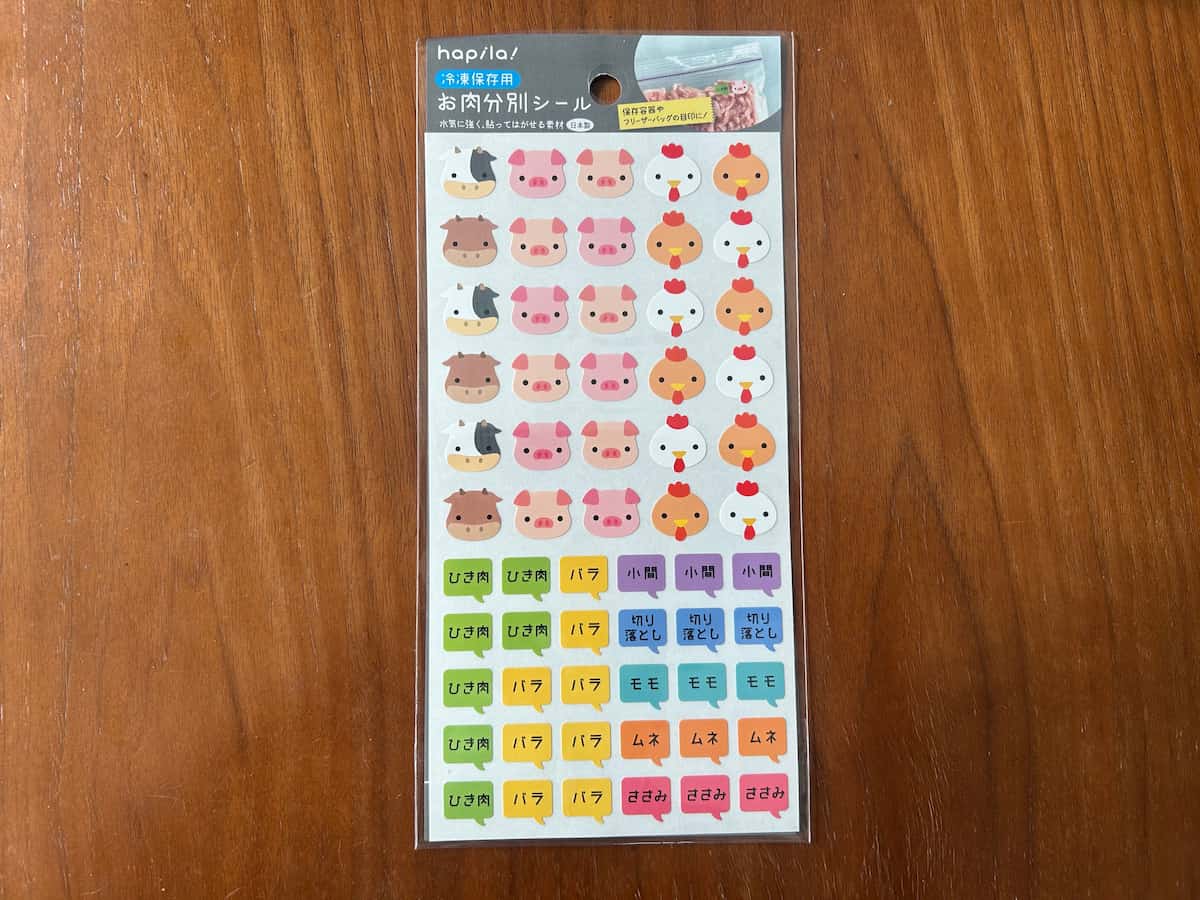 hapila!
冷凍保存用
お肉分別シール
水気に強く、貼ってはがせる素材 日本製
保存容器や
フリーザーバッグの目印に!
ひき肉 ひき肉 バラ 小間 小間 小間
ひき肉 ひき肉 バラ 切り落とし 切り落とし 切り落とし
ひき肉 バラ バラ モモ モモ モモ
ひき肉 バラ バラ ムネ ムネ ムネ
ひき肉 バラ バラ ささみ ささみ ささみ